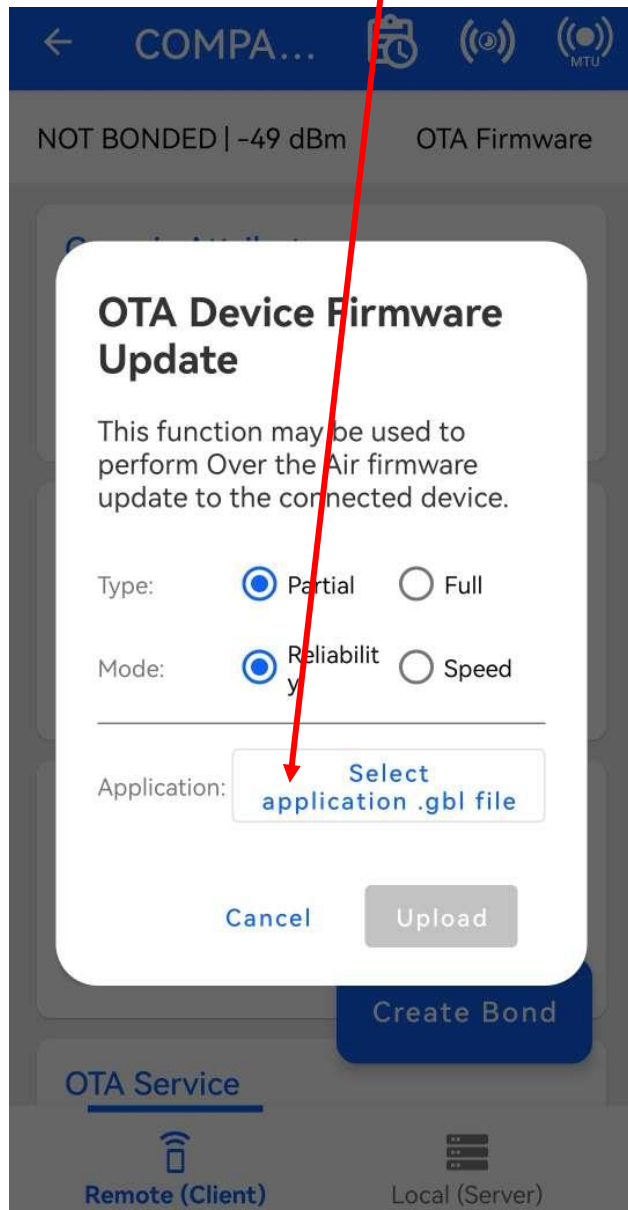 COMPA...
MTU
NOT BONDED | -49 dBm OTA Firmware
OTA Device Firmware
Update
This function may be used to
perform Over the Air firmware
update to the connected device.
Type: Partial Full
Mode: Reliabilit
y Speed
Application: Select
application .gbl file
Cancel Upload
Create Bond
OTA Service
Remote (Client) Local (Server)